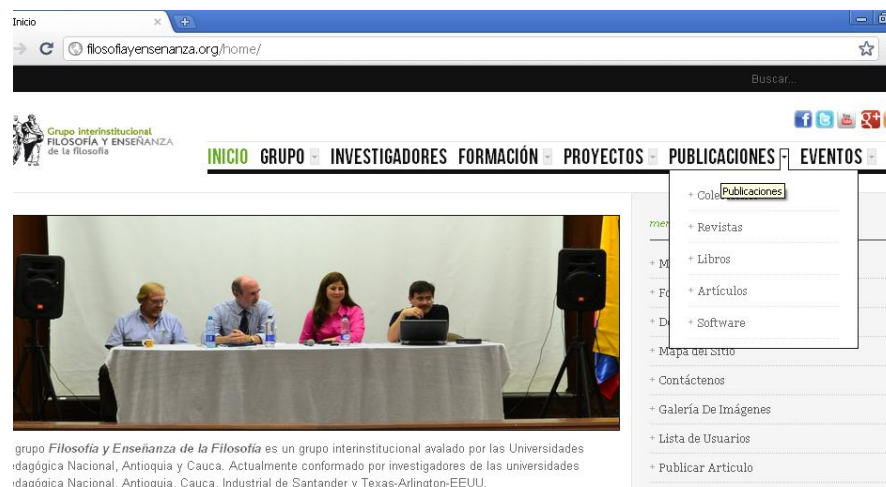 Inicio
filosofiayensenanza.org/home/
Buscar...
Grupo interinstitucional
FILOSOFÍA Y ENSEÑANZA
de la filosofia
INICIO GRUPO INVESTIGADORES FORMACIÓN PROYECTOS PUBLICACIONES EVENTOS
Publicaciones
+ Revistas
+ Libros
+ Artículos
+ Software
+ Mapa del Sitio
+ Contáctenos
+ Galería De Imágenes
+ Lista de Usuarios
+ Publicar Articulo
grupo Filosofía y Enseñanza de la Filosofía es un grupo interinstitucional avalado por las Universidades
edagógica Nacional, Antioquia y Cauca. Actualmente conformado por investigadores de las universidades
edagógica Nacional, Antioquia, Cauca, Industrial de Santander y Texas-Arlington-EEUU.